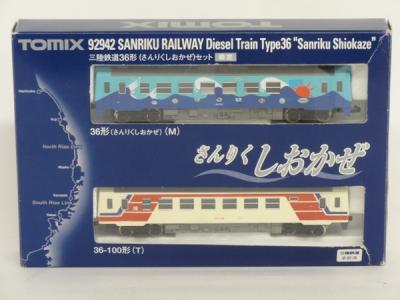 TOMIX 92942 SANRIKU RAILWAY Diesel Train Type36 "Sanriku Shiokaze"
三陸鉄道36形(さんりくしおかぜ)セット 限定
36形(さんりくしおかぜ)(M)
North Rias Line
さんりく しおかぜ
South Rias Line
36-100形(T)